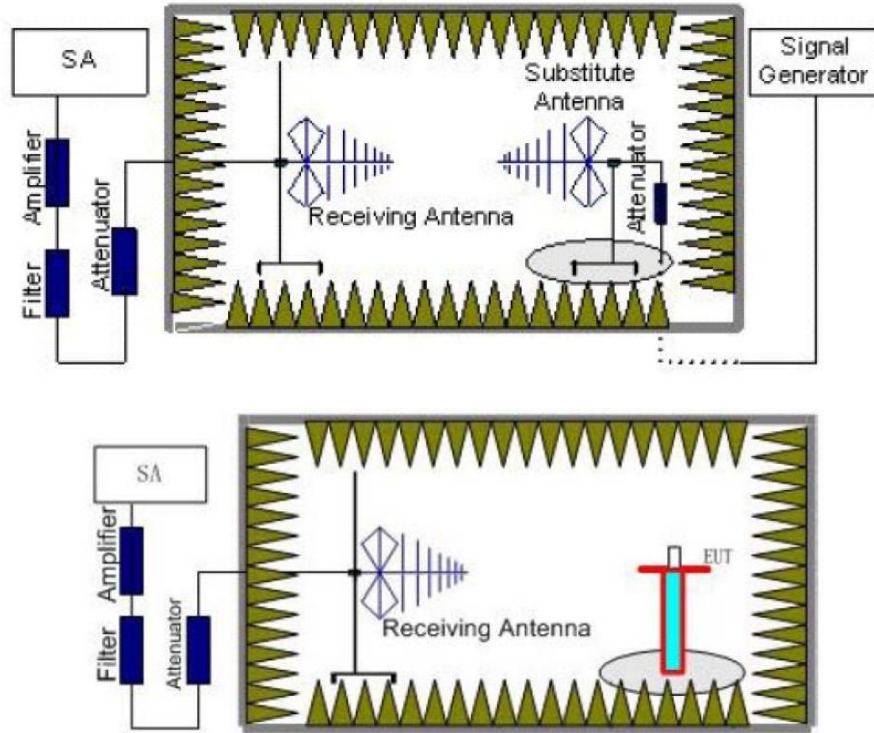 SA
Signal
Generator
Substitute
Antenna
Amplifier
Attenuator
Filter
Receiving Antenna
Attenuator
SA
Amplifier
Filter
Attenuator
Receiving Antenna
EUT